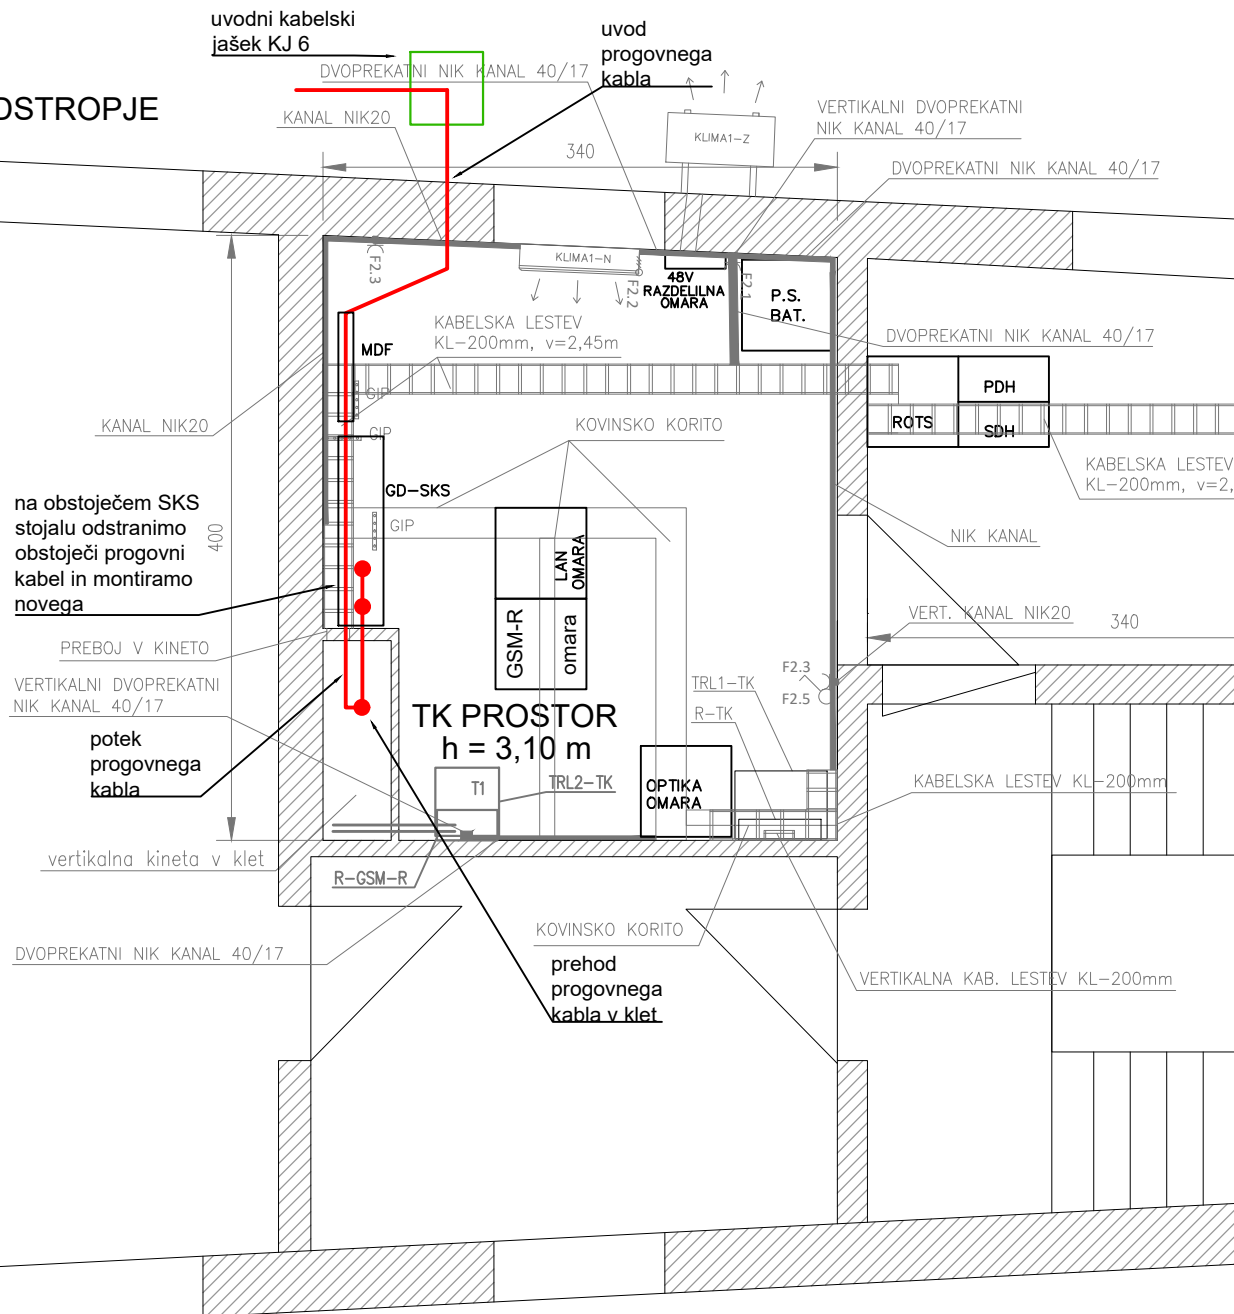 uvodni kabelski
jašek KJ 6
uvod
progovnega
kabla
DVOPREKATNI NIK KANAL 40/17
OSTROPJE
KANAL NIK20
340
KLIMA1-Z
VERTIKALNI DVOPREKATNI
NIK KANAL 40/17
DVOPREKATNI NIK KANAL 40/17
F2.3
KLIMA1-N
F2.2
48V
RAZDELILNA
OMARA
F2.1
P.S.
BAT.
KABELSKA LESTEV
KL-200mm, v=2,45m
DVOPREKATNI NIK KANAL 40/17
MDF
GIP
PDH
ROTS
SDH
KANAL NIK20
GIP
KOVINSKO KORITO
KABELSKA LESTEV
KL-200mm, v=2,
GD-SKS
na obstoječem SKS
stojalu odstranimo
obstoječi progovni
kabel in montiramo
novega
400
GIP
LAN
OMARA
NIK KANAL
GSM-R
omara
VERT. KANAL NIK20
340
PREBOJ V KINETO
VERTIKALNI DVOPREKATNI
NIK KANAL 40/17
F2.3
F2.5
TRL1-TK
R-TK
TK PROSTOR
h = 3,10 m
potek
progovnega
kabla
T1
TRL2-TK
OPTIKA
OMARA
KABELSKA LESTEV KL-200mm
vertikalna kineta v klet
R-GSM-R
KOVINSKO KORITO
DVOPREKATNI NIK KANAL 40/17
prehod
progovnega
kabla v klet
VERTIKALNA KAB. LESTEV KL-200mm